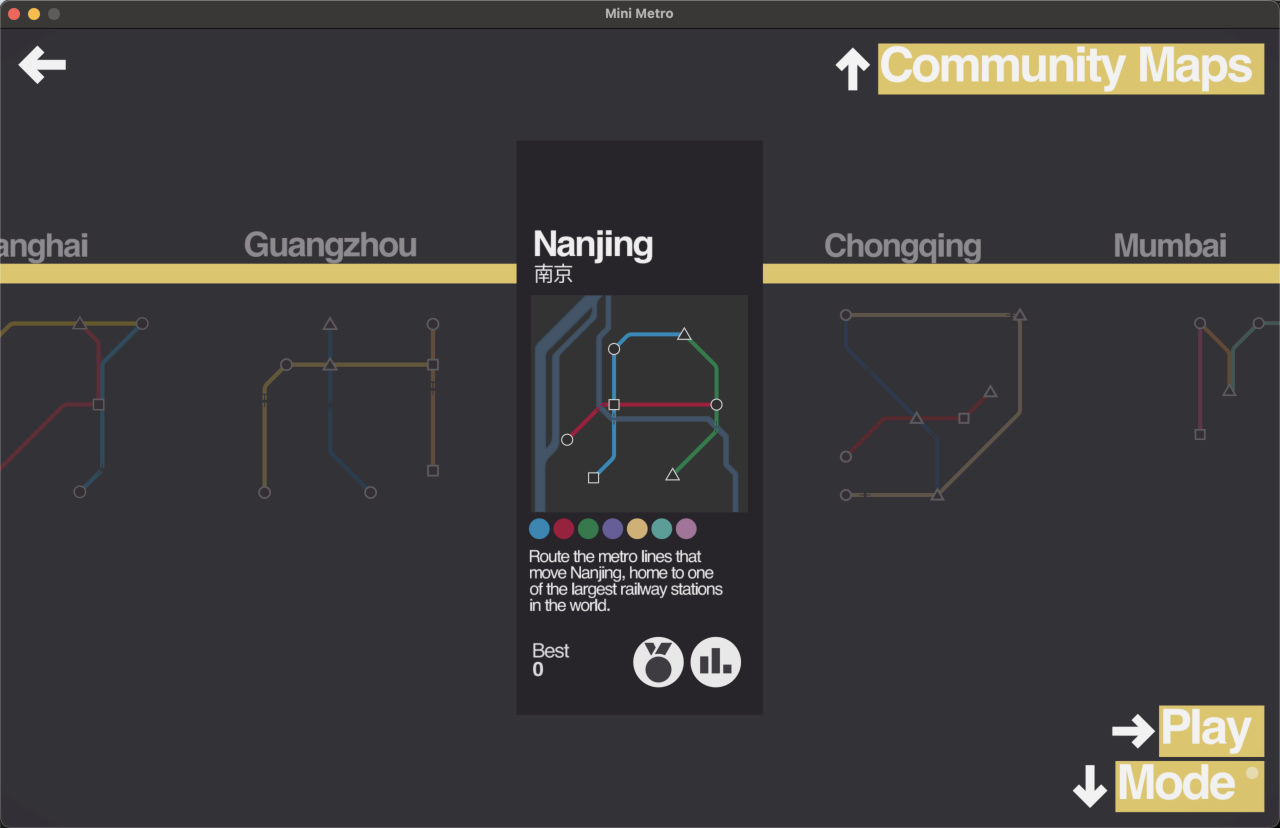 Mini Metro
Community Maps
anghai
Guangzhou
Nanjing
南京
Chongqing
Mumbai
Route the metro lines that
move Nanjing, home to one
of the largest railway stations
in the world.
Best
0
Play
Mode